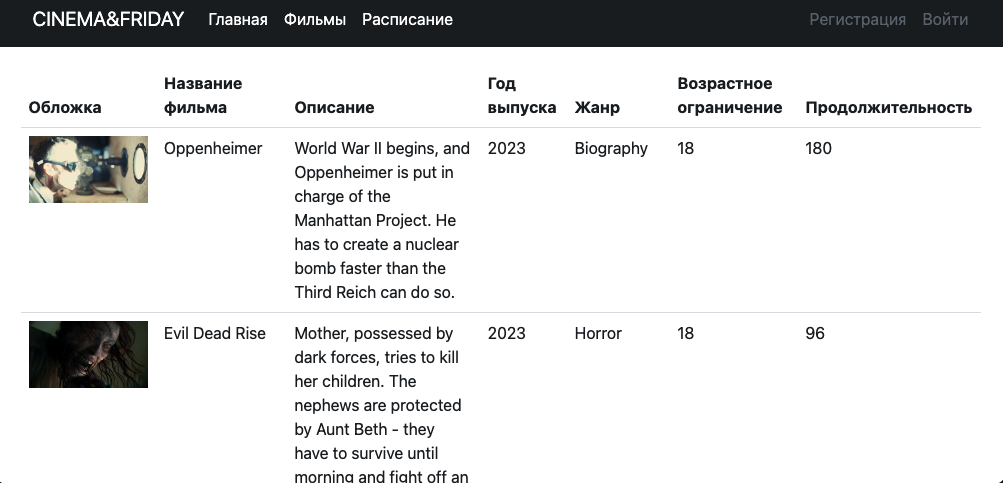 CINEMA&FRIDAY Главная Фильмы Расписание Регистрация Войти
Обложка Название фильма Описание Год выпуска Жанр Возрастное ограничение Продолжительность
Oppenheimer World War II begins, and 2023 Biography 18 180
Oppenheimer is put in
charge of the
Manhattan Project. He
has to create a nuclear
bomb faster than the
Third Reich can do so.
Evil Dead Rise Mother, possessed by 2023 Horror 18 96
dark forces, tries to kill
her children. The
nephews are protected
by Aunt Beth - they
have to survive until
morning and fight off an